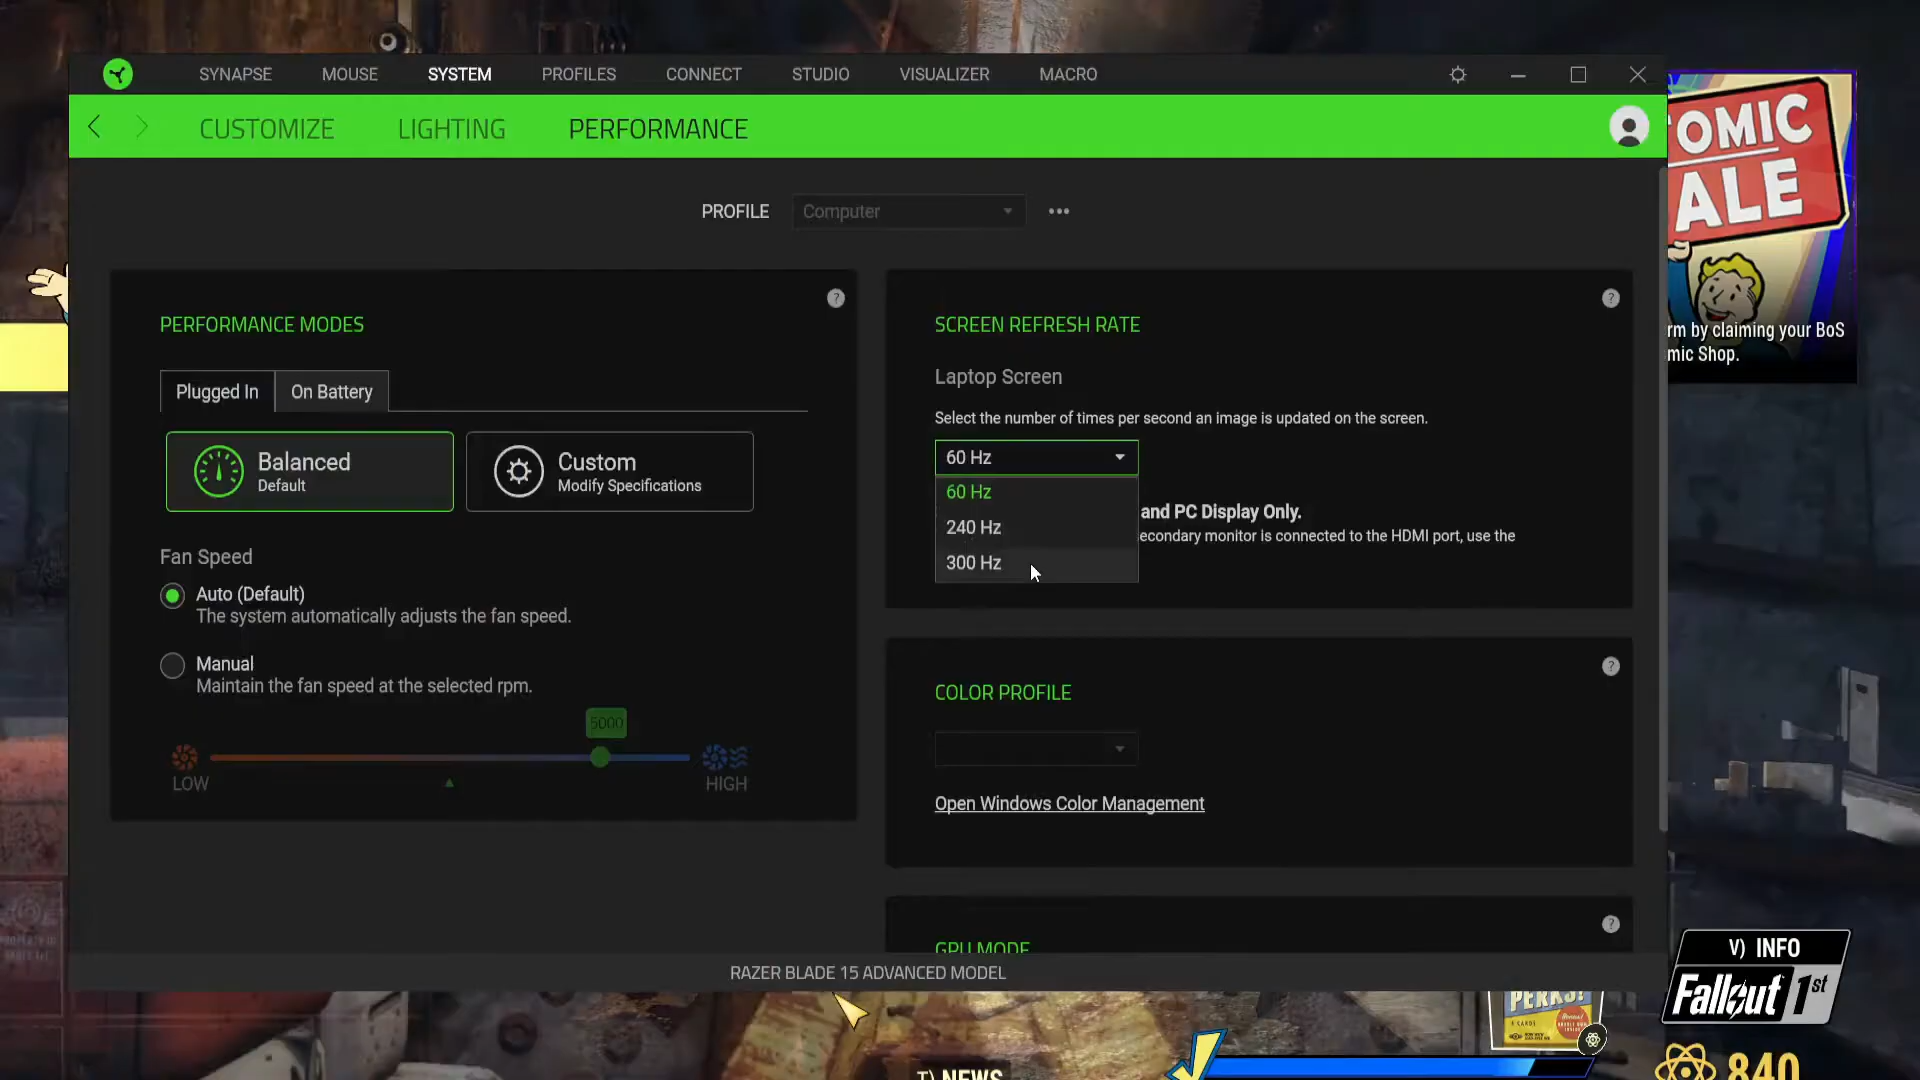 SYNAPSE MOUSE SYSTEM PROFILES CONNECT STUDIO VISUALIZER MACRO
CUSTOMIZE LIGHTING PERFORMANCE
PROFILE Computer
PERFORMANCE MODES
Plugged In On Battery
Balanced
Default
Custom
Modify Specifications
Fan Speed
Auto (Default)
The system automatically adjusts the fan speed.
Manual
Maintain the fan speed at the selected rpm.
5000
LOW HIGH
SCREEN REFRESH RATE
Laptop Screen
Select the number of times per second an image is updated on the screen.
60 Hz
60 Hz
240 Hz
300 Hz
and PC Display Only.
econdary monitor is connected to the HDMI port, use the
COLOR PROFILE
Open Windows Color Management
GPU MODE
RAZER BLADE 15 ADVANCED MODEL
OMIC
ALE
rm by claiming your BoS
mic Shop.
V) INFO
Fallout 1st
PERKS!
840
T) NEWS